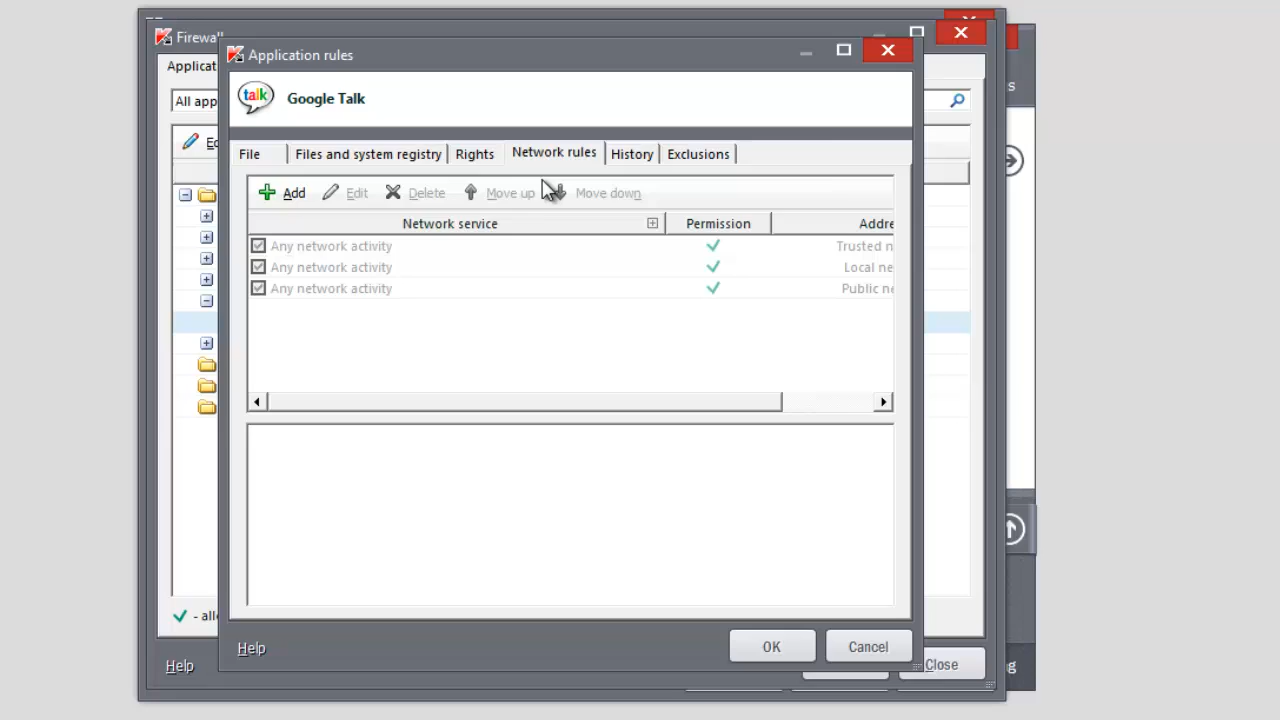 Firewall
Application rules
Applicat
talk
Google Talk
All app
File
Files and system registry
Rights
Network rules
History
Exclusions
Add
Edit
Delete
Move up
Move down
Network service
Permission
Addre
Any network activity
Trusted n
Any network activity
Local ne
Any network activity
Public ne
- all
Help
OK
Cancel
Help
Close